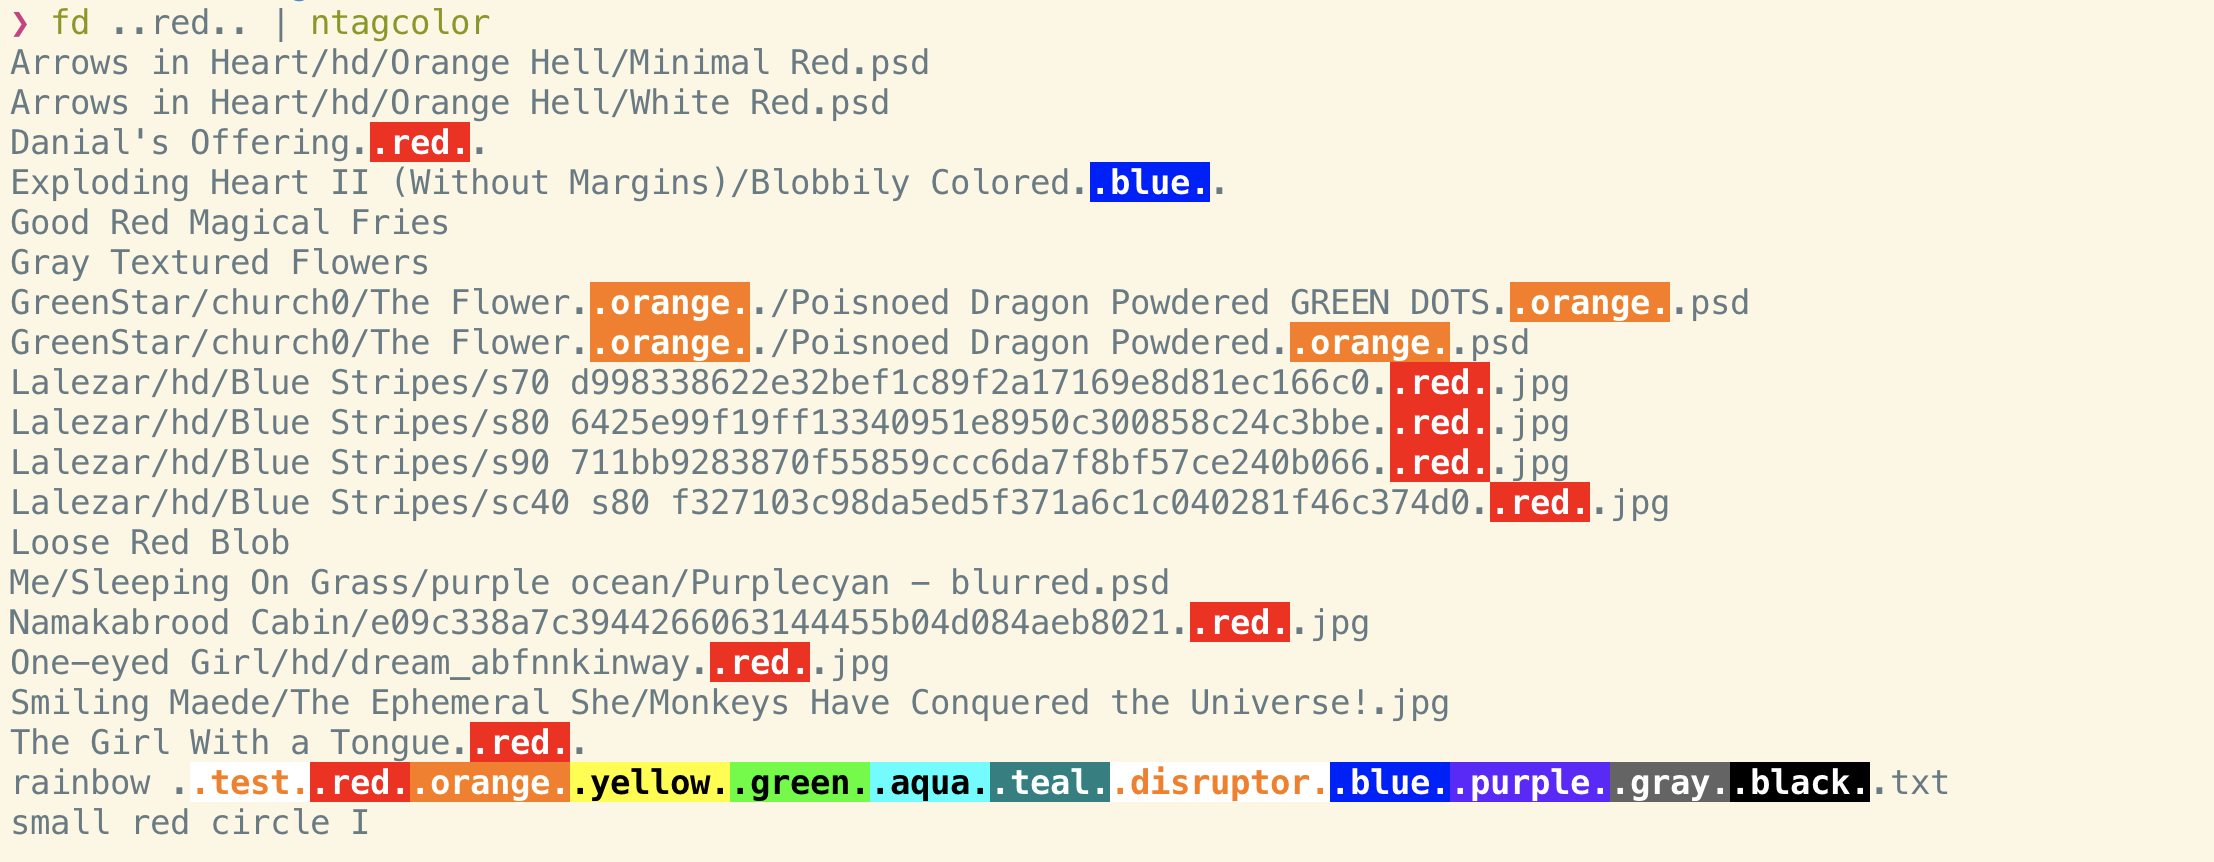 ❯ fd ..red.. | ntagcolor
Arrows in Heart/hd/Orange Hell/Minimal Red.psd
Arrows in Heart/hd/Orange Hell/White Red.psd
Danial's Offering..red..
Exploding Heart II (Without Margins)/Blobbily Colored..blue..
Good Red Magical Fries
Gray Textured Flowers
GreenStar/church0/The Flower..orange../Poisnoed Dragon Powdered GREEN DOTS..orange..psd
GreenStar/church0/The Flower..orange../Poisnoed Dragon Powdered..orange..psd
Lalezar/hd/Blue Stripes/s70 d998338622e32bef1c89f2a17169e8d81ec166c0..red..jpg
Lalezar/hd/Blue Stripes/s80 6425e99f19ff13340951e8950c300858c24c3bbe..red..jpg
Lalezar/hd/Blue Stripes/s90 711bb9283870f55859ccc6da7f8bf57ce240b066..red..jpg
Lalezar/hd/Blue Stripes/sc40 s80 f327103c98da5ed5f371a6c1c040281f46c374d0..red..jpg
Loose Red Blob
Me/Sleeping On Grass/purple ocean/Purplecyan - blurred.psd
Namakabrood Cabin/e09c338a7c3944266063144455b04d084aeb8021..red..jpg
One-eyed Girl/hd/dream_abfnnkinway..red..jpg
Smiling Maede/The Ephemeral She/Monkeys Have Conquered the Universe!.jpg
The Girl With a Tongue..red..
rainbow ..test..red..orange..yellow..green..aqua..teal..disruptor..blue..purple..gray..black..txt
small red circle I